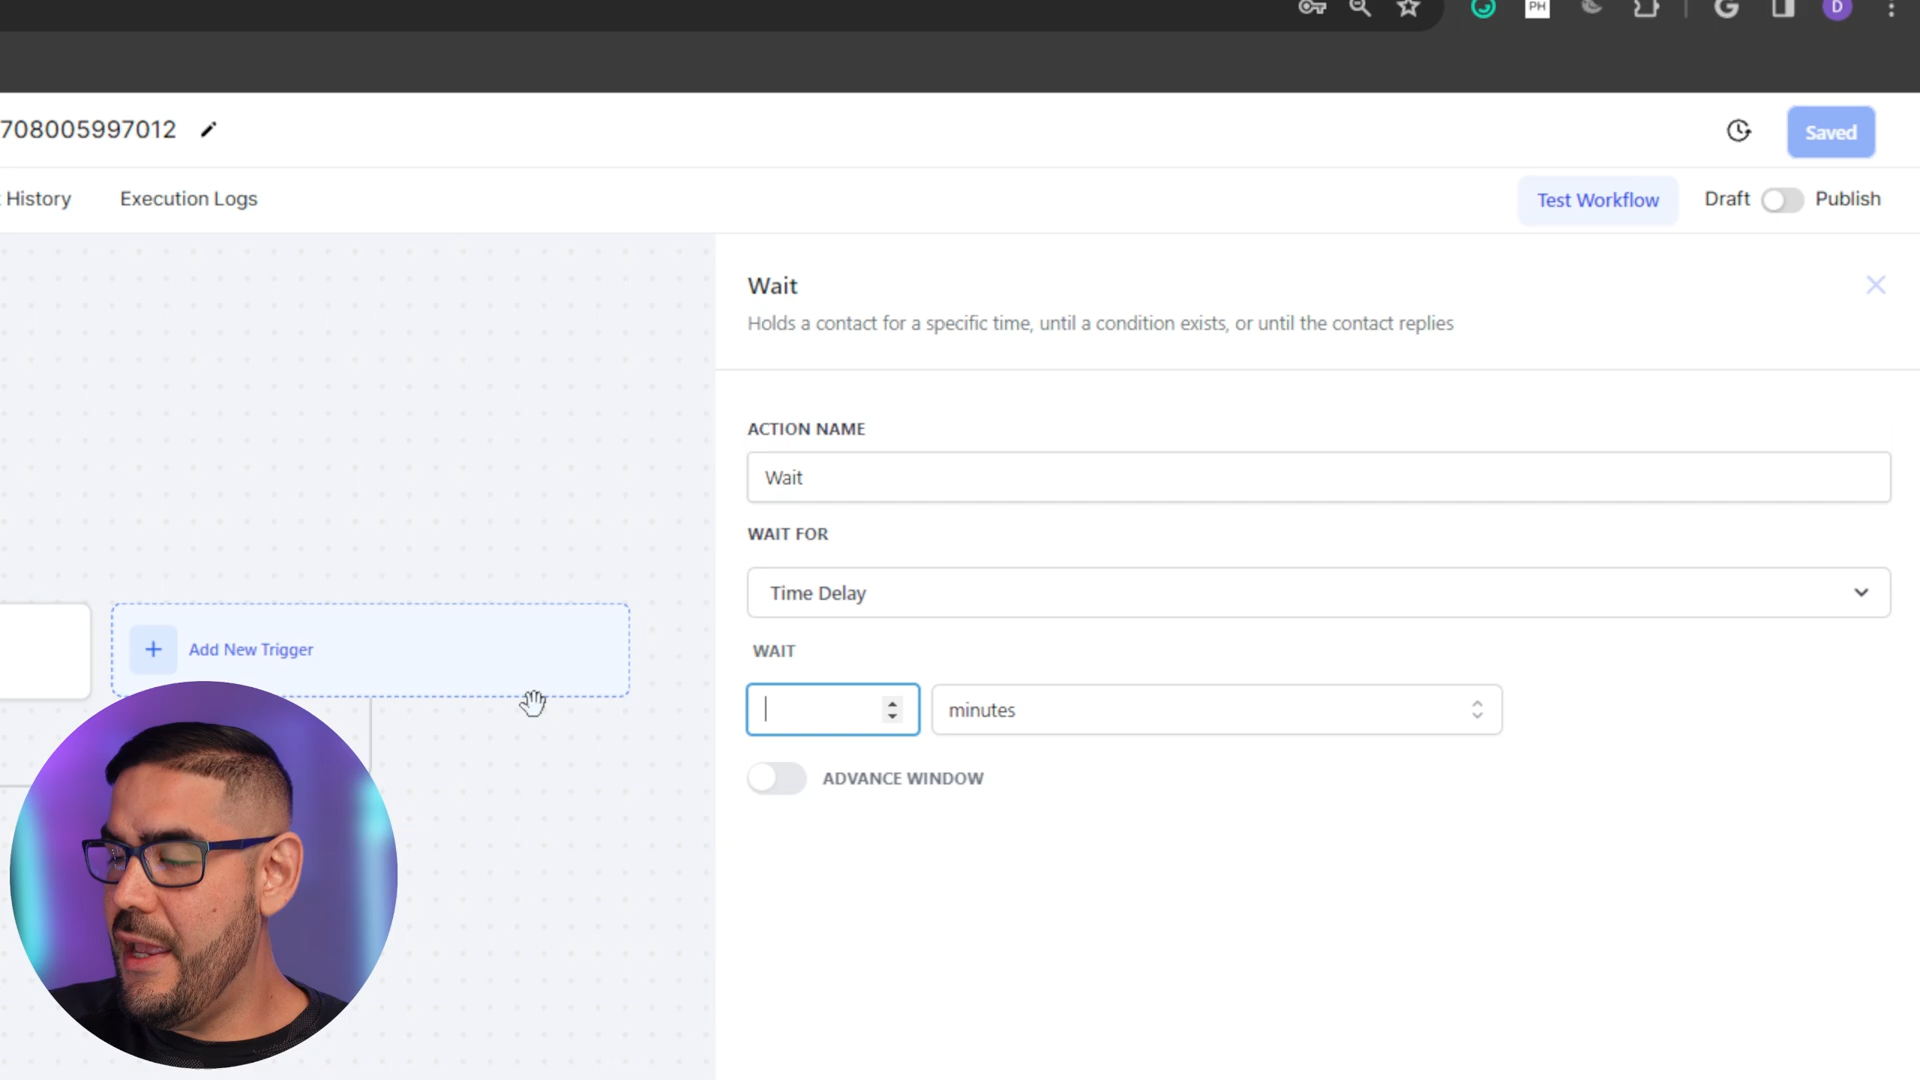 PH
G
D
708005997012
Saved
History
Execution Logs
Test Workflow
Draft
Publish
Wait
Holds a contact for a specific time, until a condition exists, or until the contact replies
ACTION NAME
Wait
WAIT FOR
Time Delay
Add New Trigger
WAIT
minutes
ADVANCE WINDOW